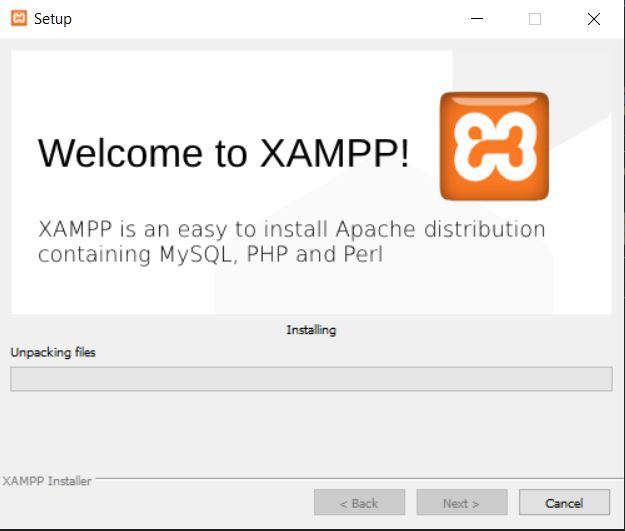 Setup
Welcome to XAMPP!
XAMPP is an easy to install Apache distribution
containing MySQL, PHP and Perl
Installing
Unpacking files
XAMPP Installer
< Back
Next >
Cancel